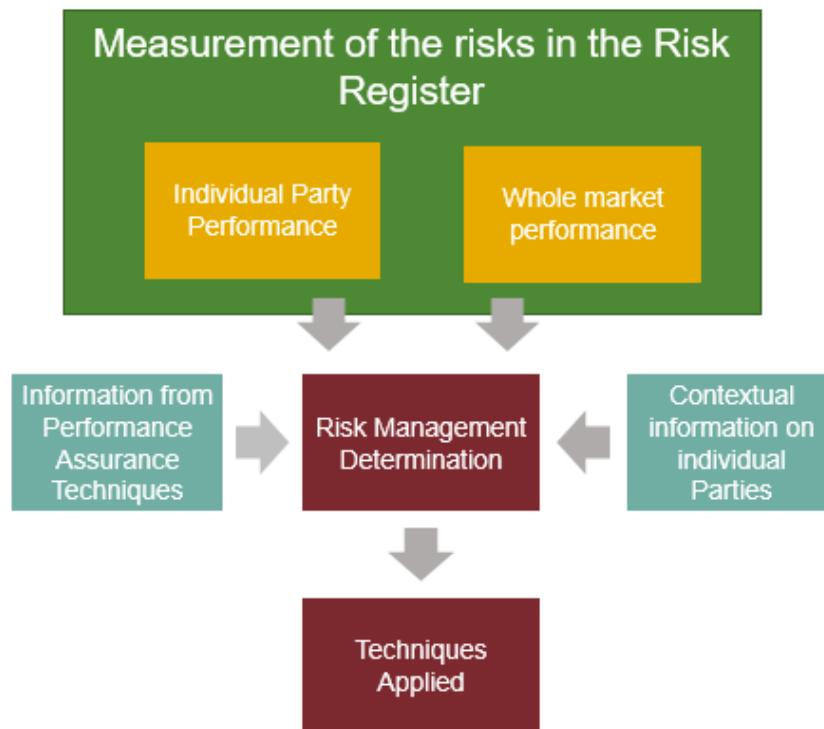 Measurement of the risks in the Risk
Register
Individual Party
Performance
Whole market
performance
Information from
Performance
Assurance
Techniques
Risk Management
Determination
Contextual
information on
individual
Parties
Techniques
Applied